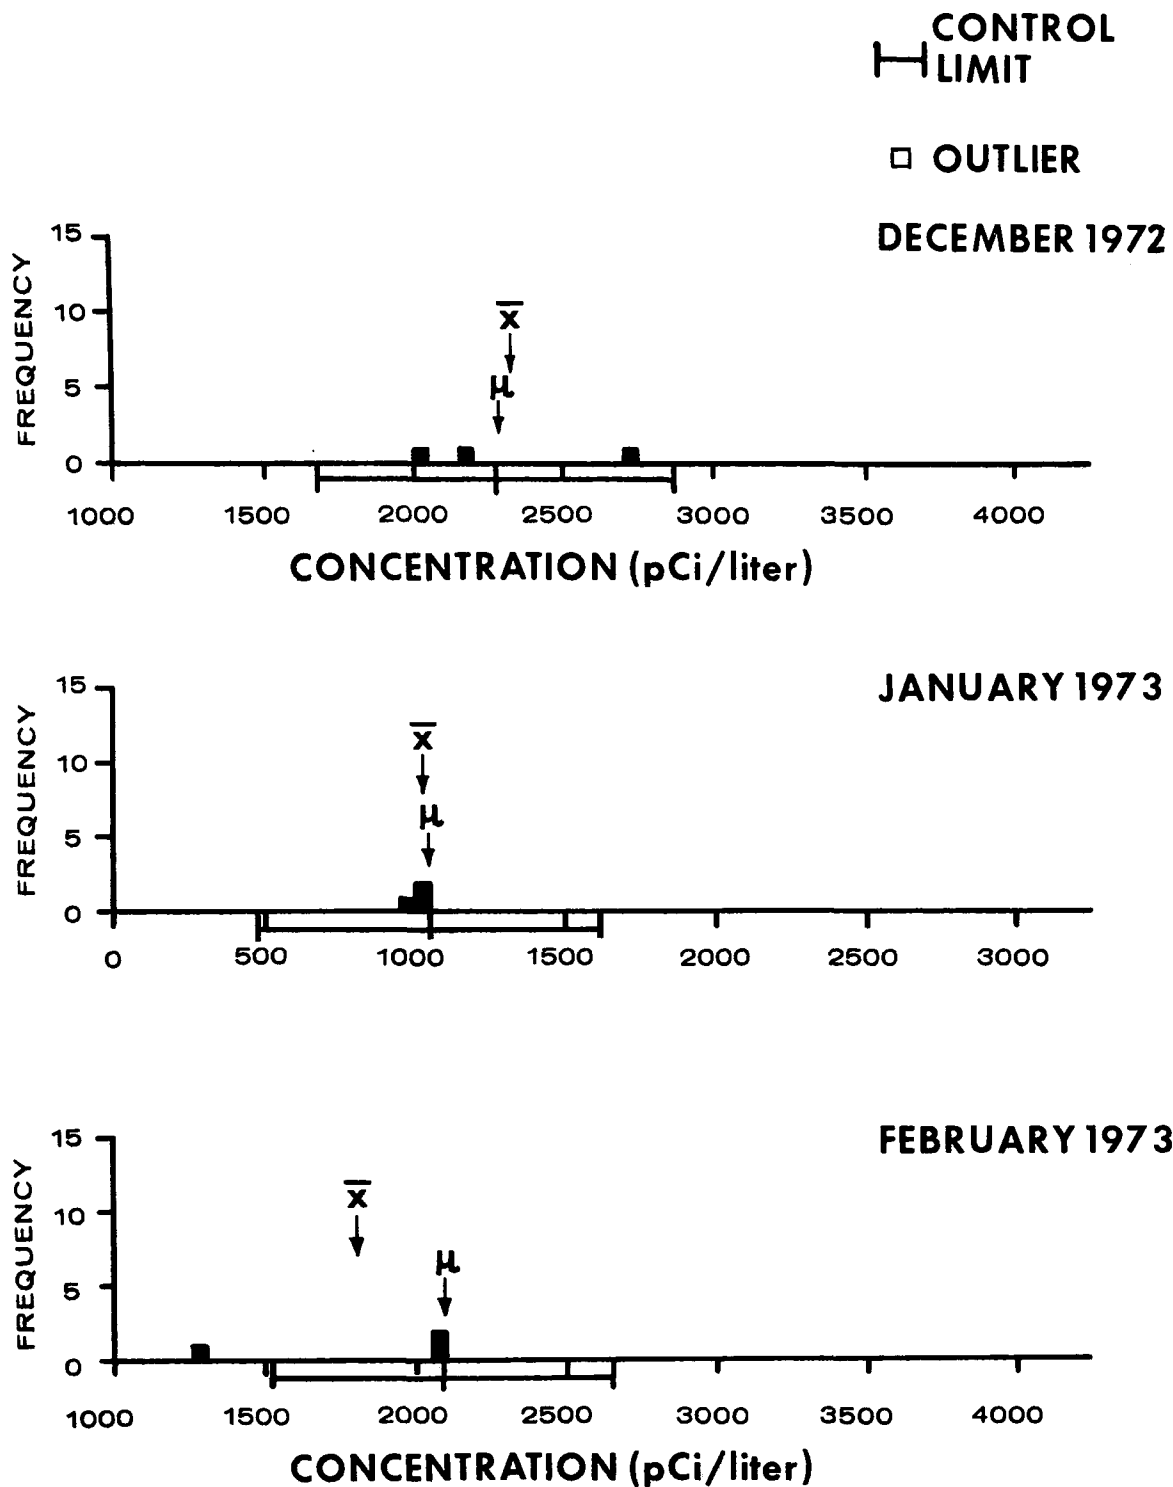 CONTROL
LIMIT
OUTLIER
DECEMBER 1972
FREQUENCY
15
10
5
0
x̄
μ
1000 1500 2000 2500 3000 3500 4000
CONCENTRATION (pCi/liter)
JANUARY 1973
FREQUENCY
15
10
5
0
x̄
μ
0 500 1000 1500 2000 2500 3000
FEBRUARY 1973
FREQUENCY
15
10
5
0
x̄
μ
1000 1500 2000 2500 3000 3500 4000
CONCENTRATION (pCi/liter)